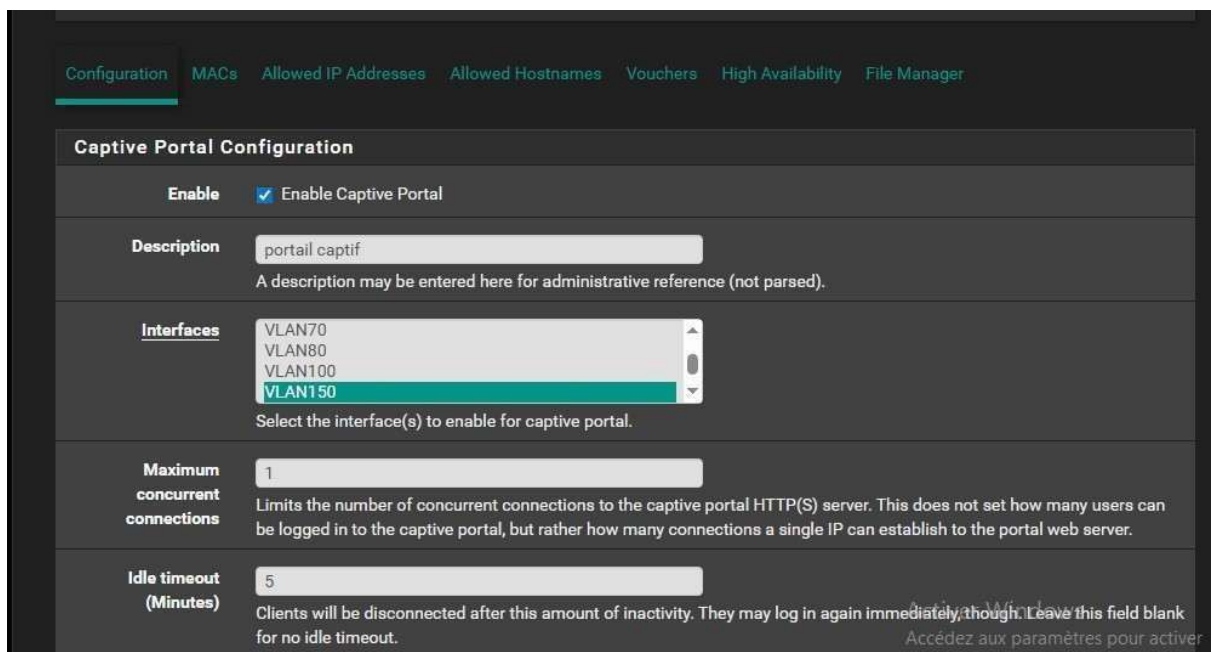 Configuration MACs Allowed IP Addresses Allowed Hostnames Vouchers High Availability File Manager
Captive Portal Configuration
Enable Enable Captive Portal
Description portail captif
A description may be entered here for administrative reference (not parsed).
Interfaces VLAN70
VLAN80
VLAN100
VLAN150
Select the interface(s) to enable for captive portal.
Maximum concurrent connections 1
Limits the number of concurrent connections to the captive portal HTTP(S) server. This does not set how many users can
be logged in to the captive portal, but rather how many connections a single IP can establish to the portal web server.
Idle timeout (Minutes) 5
Clients will be disconnected after this amount of inactivity. They may log in again immediately, though. Leave this field blank
for no idle timeout.
Activer Windows
Accédez aux paramètres pour activer